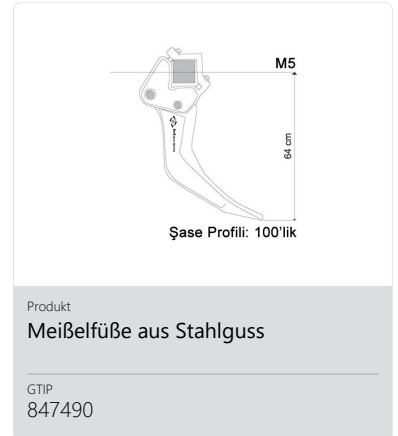 M5
64 cm
Şase Profili: 100'lik
Produkt
Meißelfüße aus Stahlguss
GTIP
847490